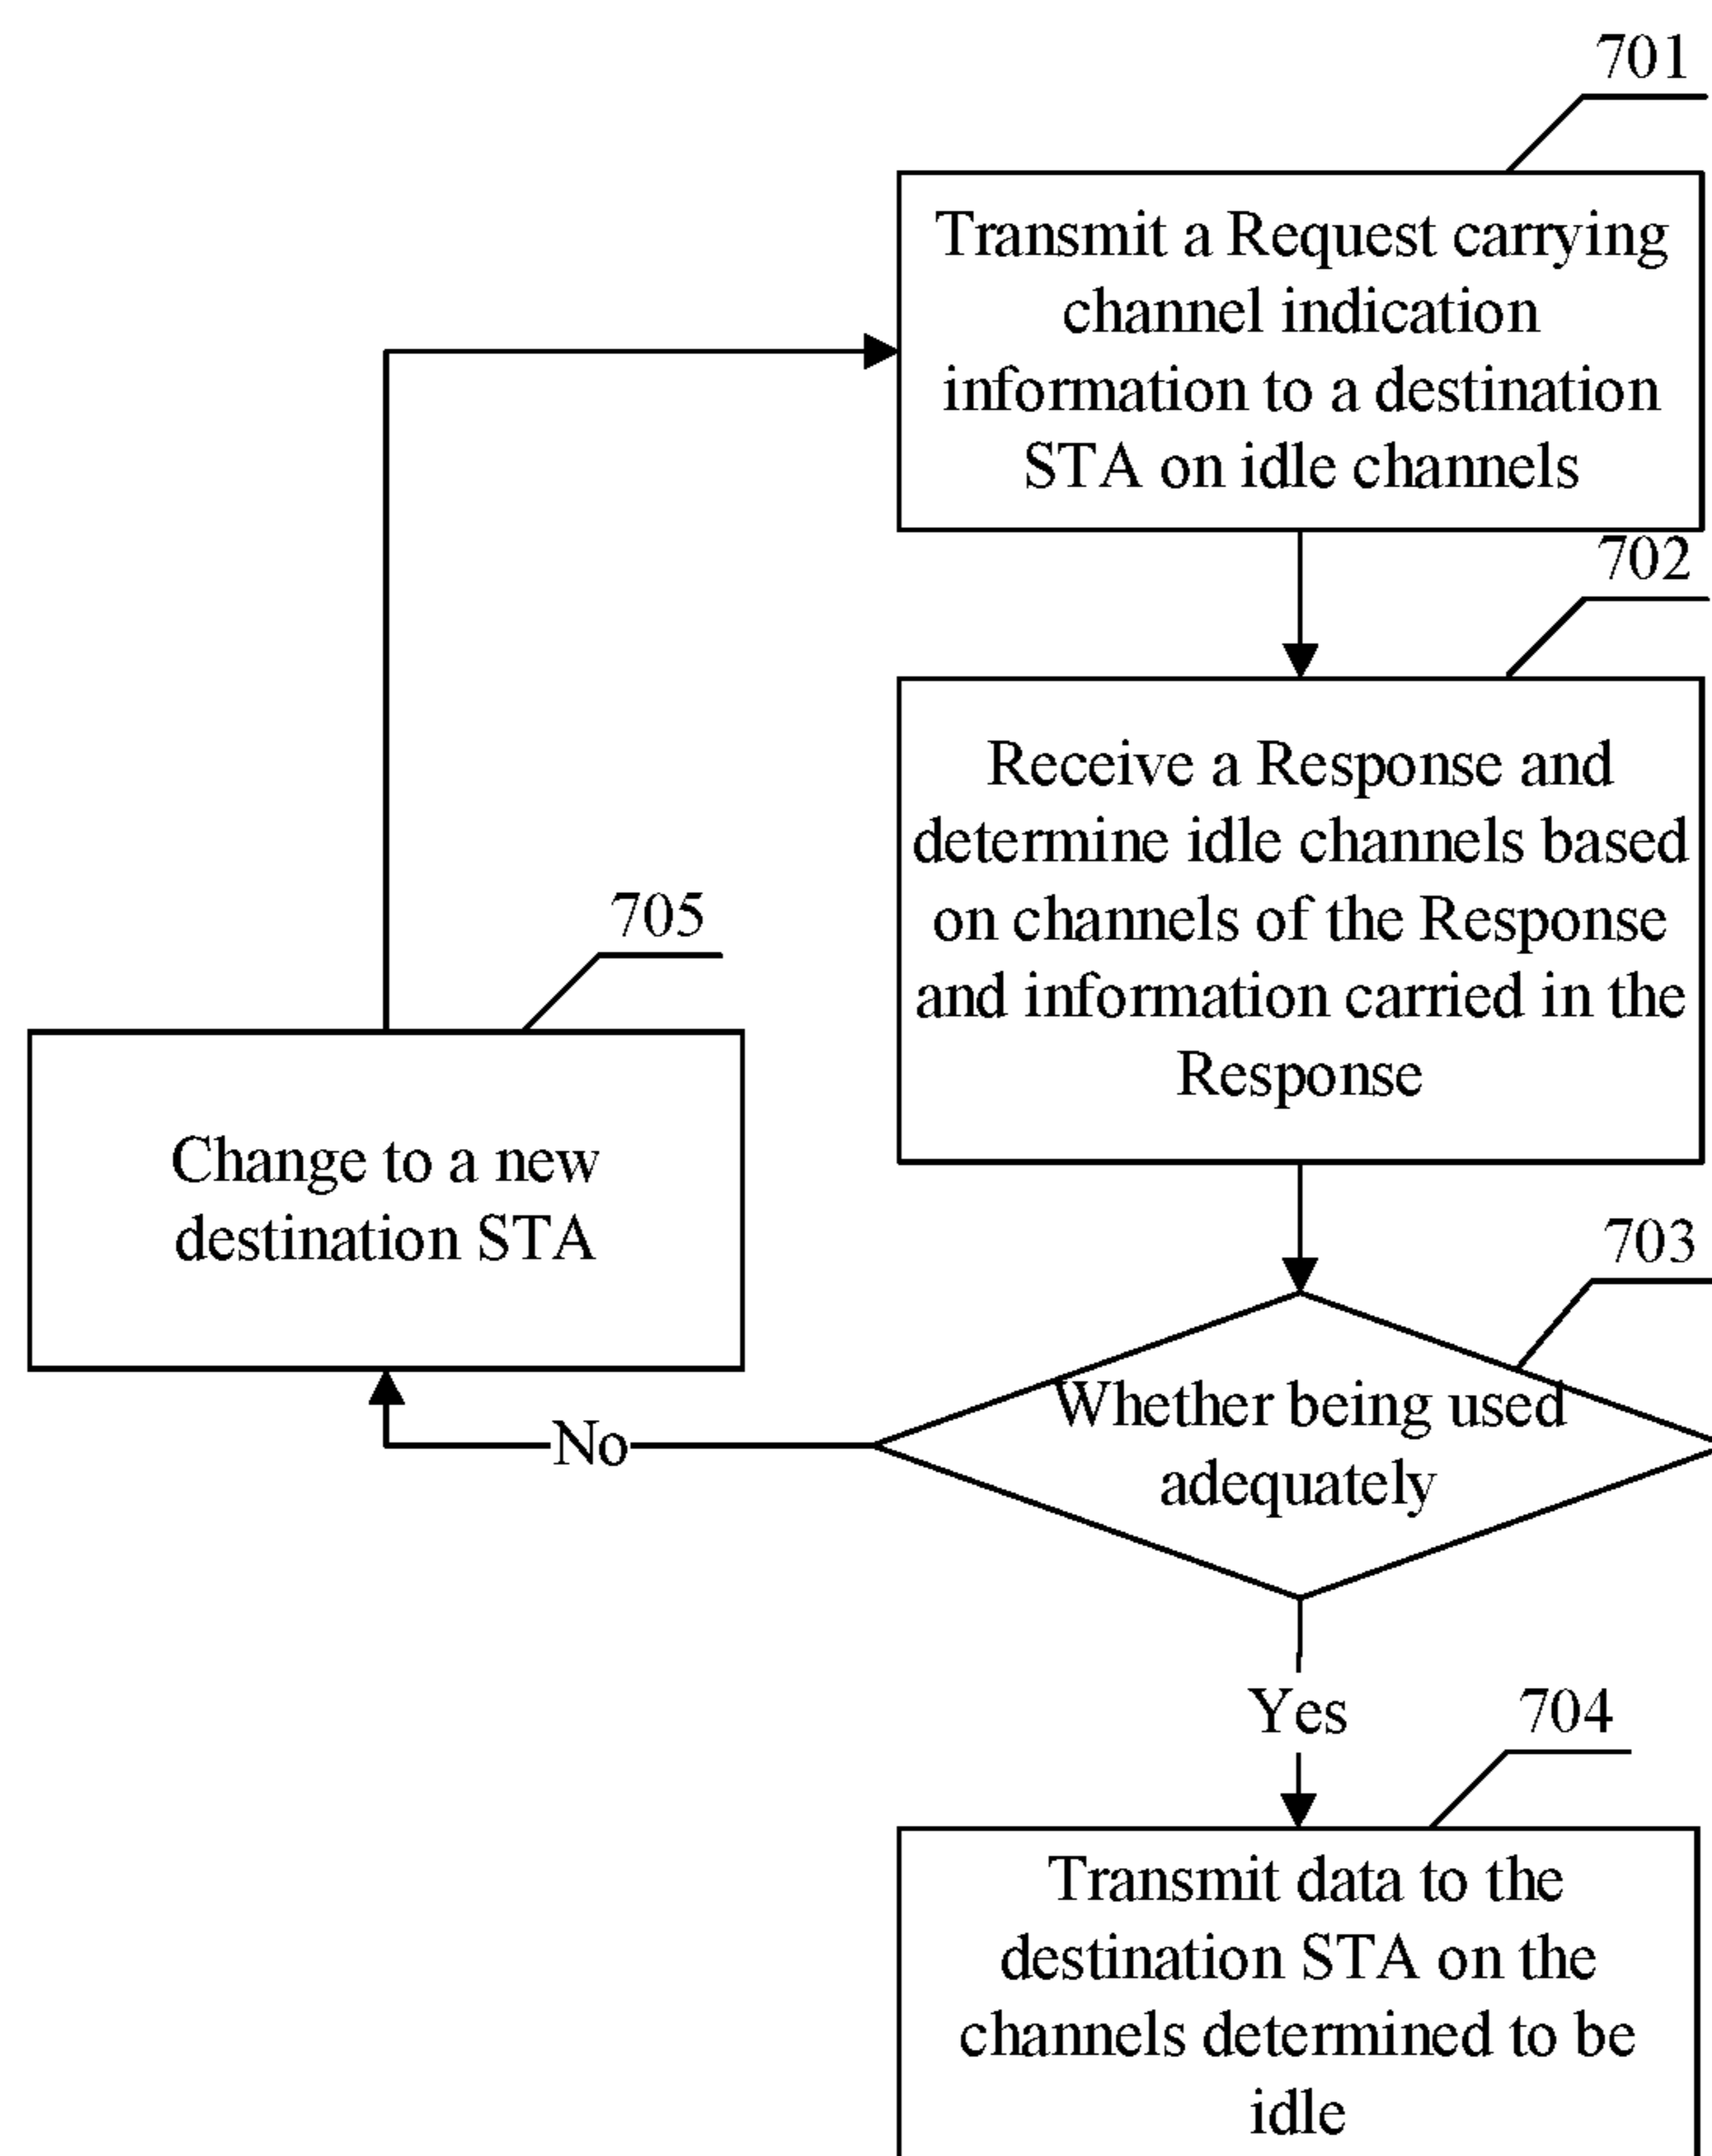 701
Transmit a Request carrying
channel indication
information to a destination
STA on idle channels
702
Receive a Response and
determine idle channels based
on channels of the Response
and information carried in the
Response
705
Change to a new
destination STA
703
Whether being used
adequately
No
Yes
704
Transmit data to the
destination STA on the
channels determined to be
idle